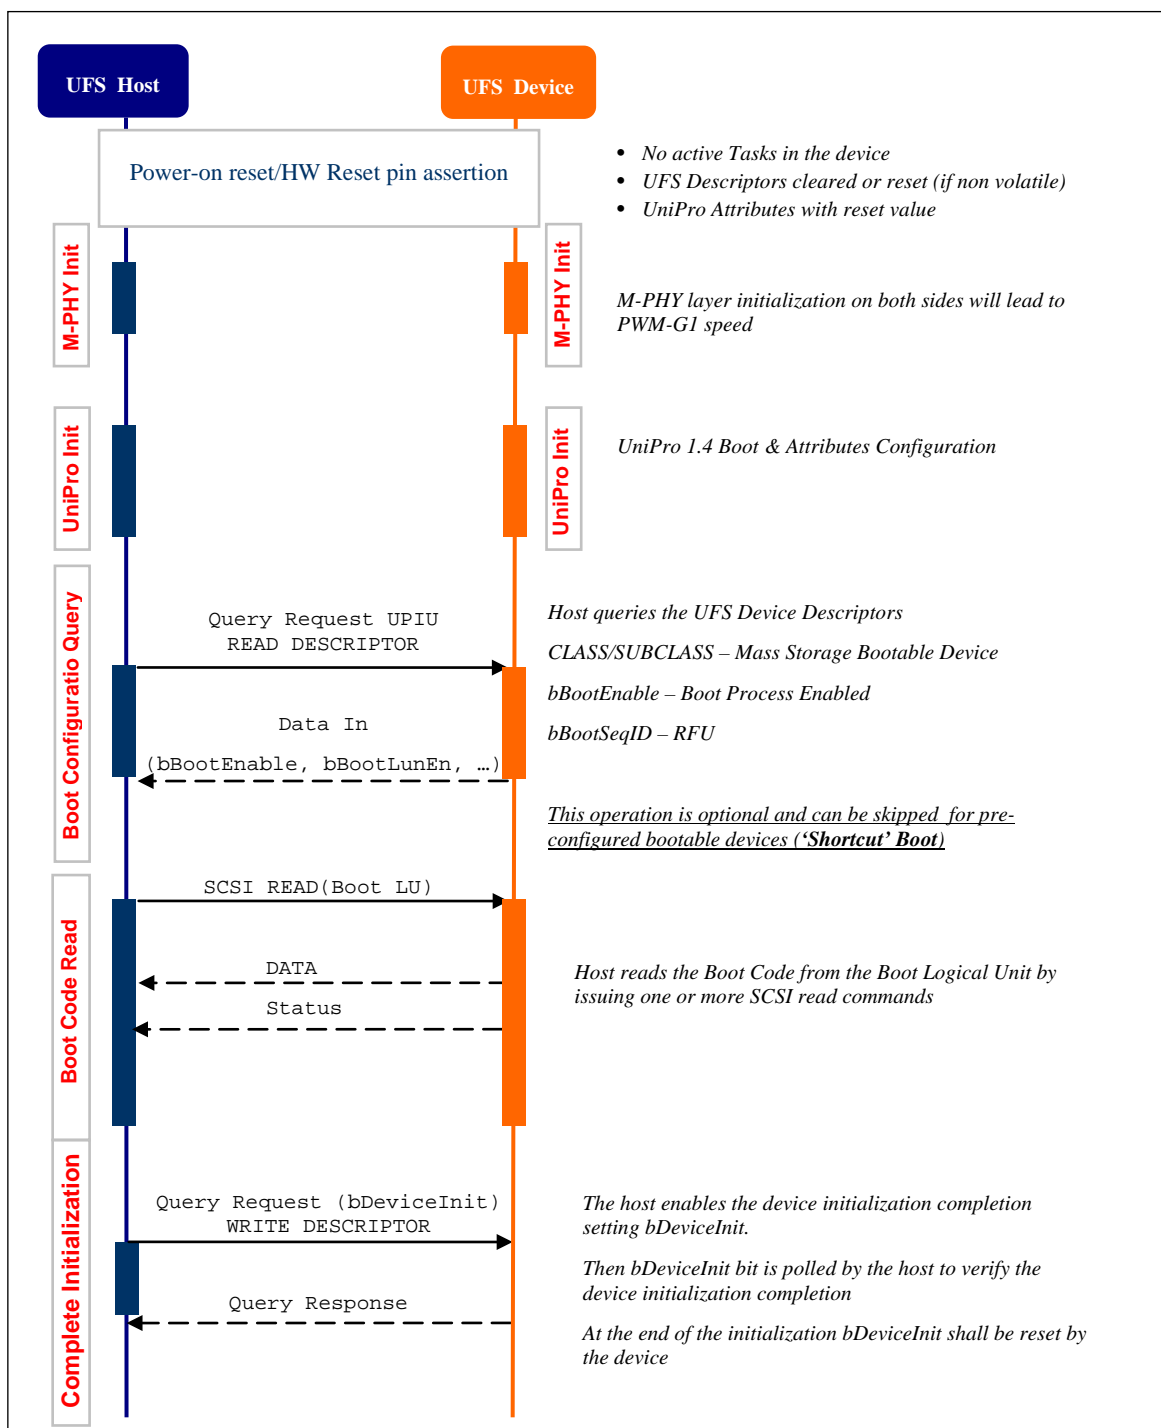 UFS Host
UFS Device
Power-on reset/HW Reset pin assertion
• No active Tasks in the device
• UFS Descriptors cleared or reset (if non volatile)
• UniPro Attributes with reset value
M-PHY Init
M-PHY Init
M-PHY layer initialization on both sides will lead to
PWM-G1 speed
UniPro Init
UniPro Init
UniPro 1.4 Boot & Attributes Configuration
Boot Configuratio Query
Query Request UPIU
READ DESCRIPTOR
Data In
(bBootEnable, bBootLunEn, …)
Host queries the UFS Device Descriptors
CLASS/SUBCLASS – Mass Storage Bootable Device
bBootEnable – Boot Process Enabled
bBootSeqID – RFU
This operation is optional and can be skipped for pre-
configured bootable devices (‘Shortcut’ Boot)
Boot Code Read
SCSI READ(Boot LU)
DATA
Status
Host reads the Boot Code from the Boot Logical Unit by
issuing one or more SCSI read commands
Complete Initialization
Query Request (bDeviceInit)
WRITE DESCRIPTOR
Query Response
The host enables the device initialization completion
setting bDeviceInit.
Then bDeviceInit bit is polled by the host to verify the
device initialization completion
At the end of the initialization bDeviceInit shall be reset by
the device